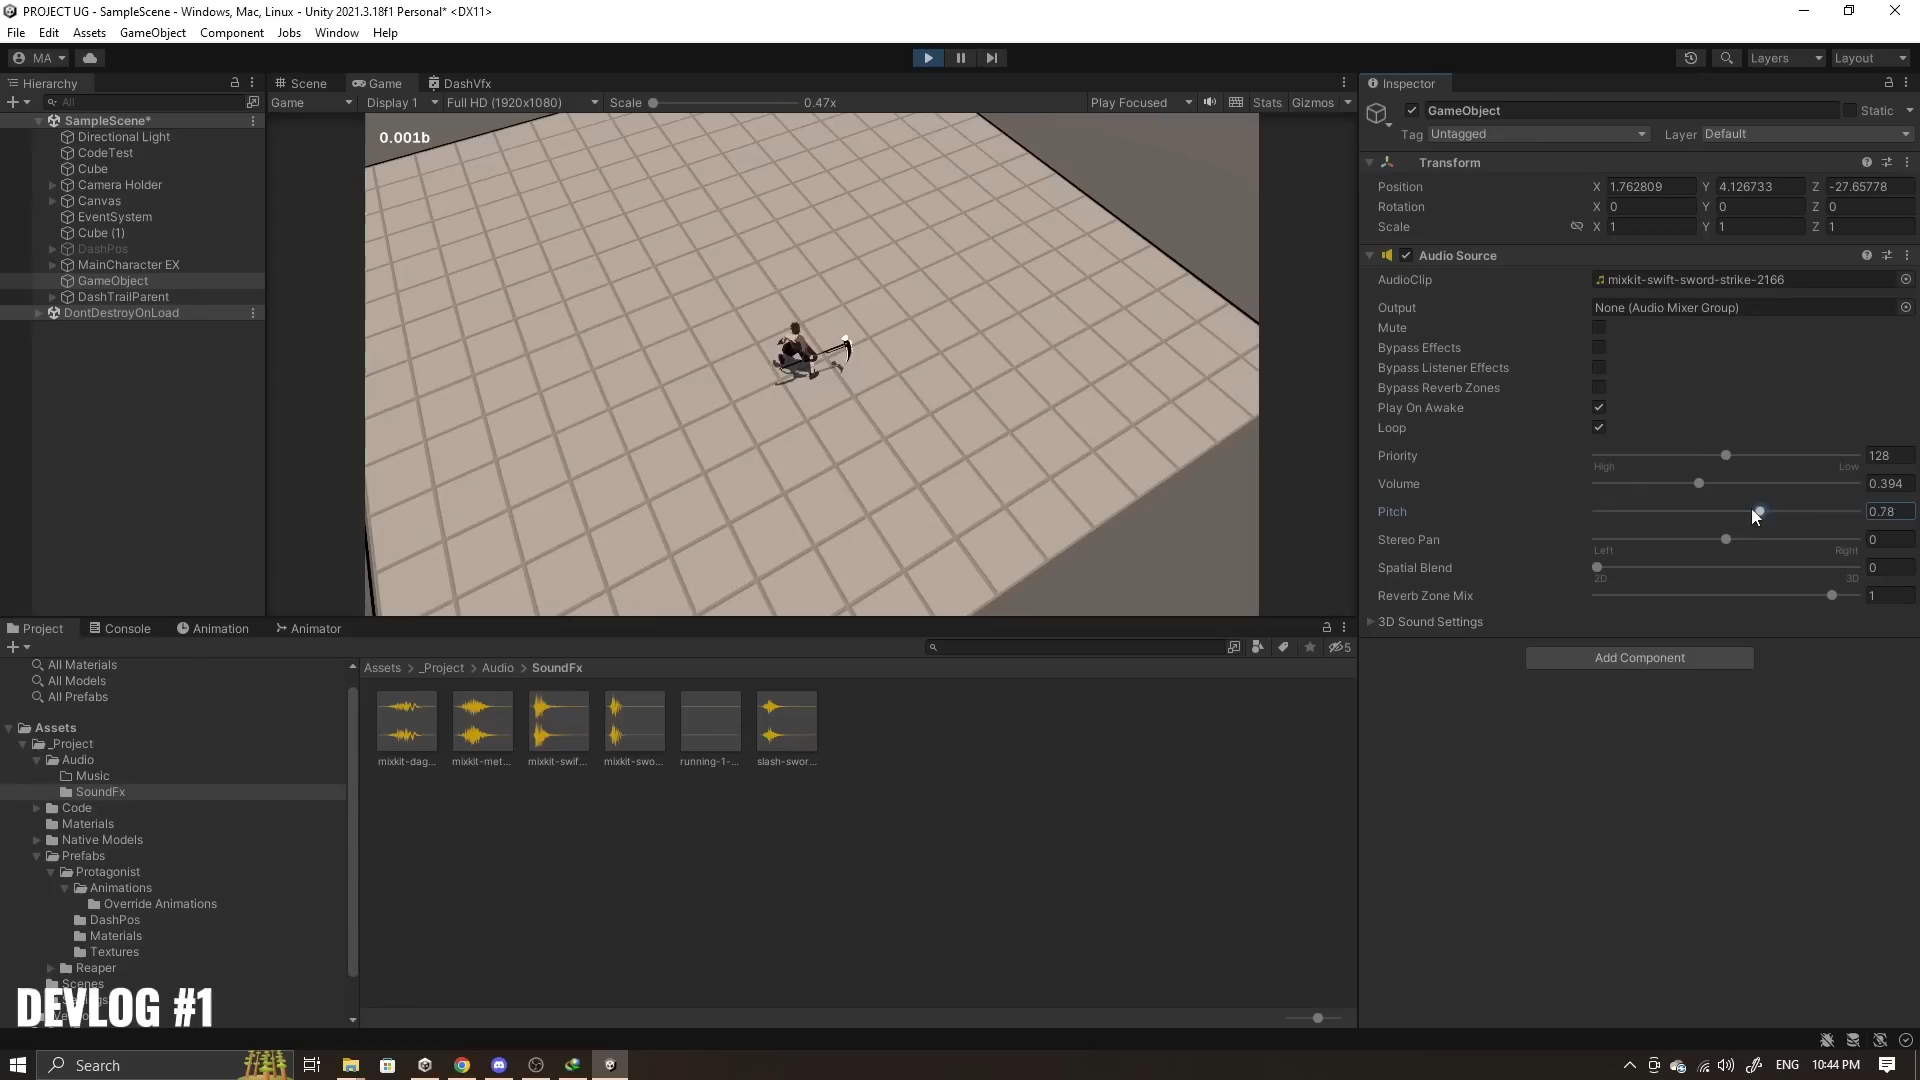 PROJECT UG - SampleScene - Windows, Mac, Linux - Unity 2021.3.18f1 Personal* <DX11>
File Edit Assets GameObject Component Jobs Window Help
MA Layers Layout
Hierarchy
All
SampleScene*
Directional Light
CodeTest
Cube
Camera Holder
Canvas
EventSystem
Cube (1)
DashPos
MainCharacter EX
GameObject
DashTrailParent
DontDestroyOnLoad
Scene Game DashVfx
Game Display 1 Full HD (1920x1080) Scale 0.47x Play Focused Stats Gizmos
0.001b
Inspector
GameObject Static
Tag Untagged Layer Default
Transform
Position X 1.762809 Y 4.126733 Z -27.65778
Rotation X 0 Y 0 Z 0
Scale X 1 Y 1 Z 1
Audio Source
AudioClip mixkit-swift-sword-strike-2166
Output None (Audio Mixer Group)
Mute
Bypass Effects
Bypass Listener Effects
Bypass Reverb Zones
Play On Awake
Loop
Priority 128
High Low
Volume 0.394
Pitch 0.78
Stereo Pan 0
Left Right
Spatial Blend 0
2D 3D
Reverb Zone Mix 1
3D Sound Settings
Add Component
Project Console Animation Animator
5
All Materials
All Models
All Prefabs
Assets
_Project
Audio
Music
SoundFx
Code
Materials
Native Models
Prefabs
Protagonist
Animations
Override Animations
DashPos
Materials
Textures
Reaper
Scenes
Assets > _Project > Audio > SoundFx
mixkit-dag... mixkit-met... mixkit-swif... mixkit-swo... running-1-... slash-swor...
DEVLOG #1
Search
ENG 10:44 PM